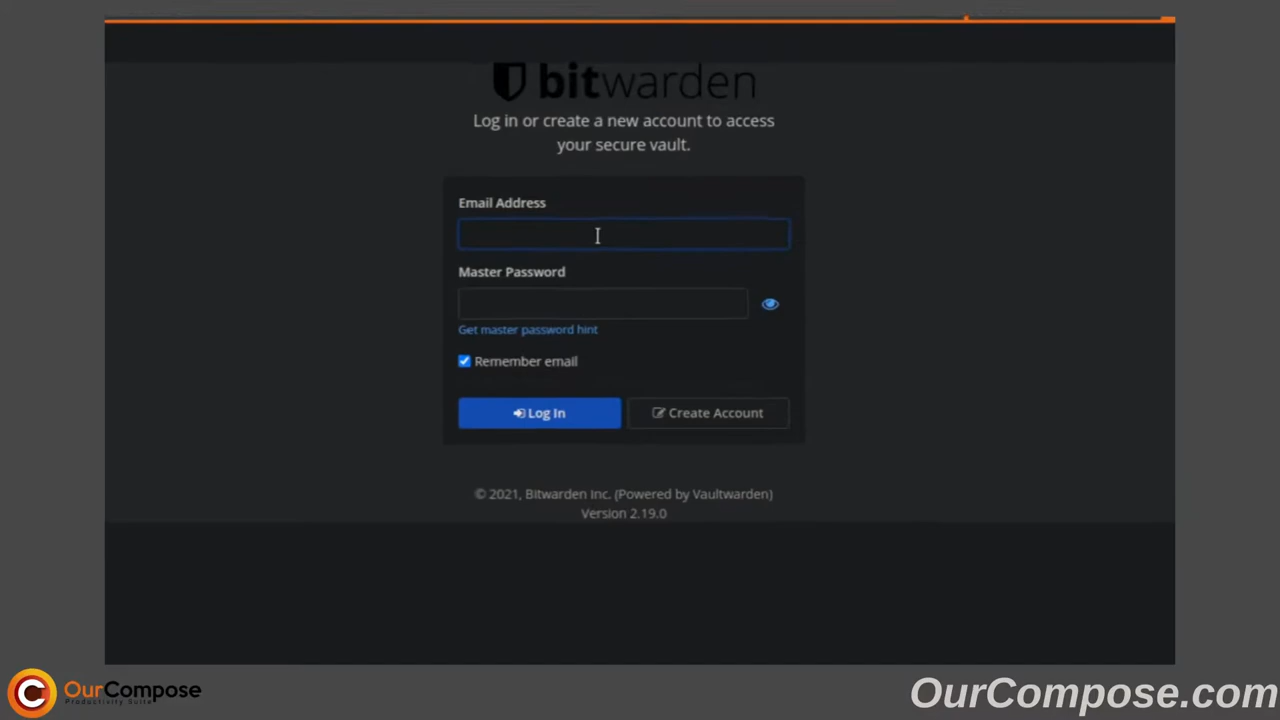 bitwarden
Log in or create a new account to access
your secure vault.
Email Address
Master Password
Get master password hint
Remember email
Log In
Create Account
© 2021, Bitwarden Inc. (Powered by Vaultwarden)
Version 2.19.0
OurCompose
Productivity Suite
OurCompose.com